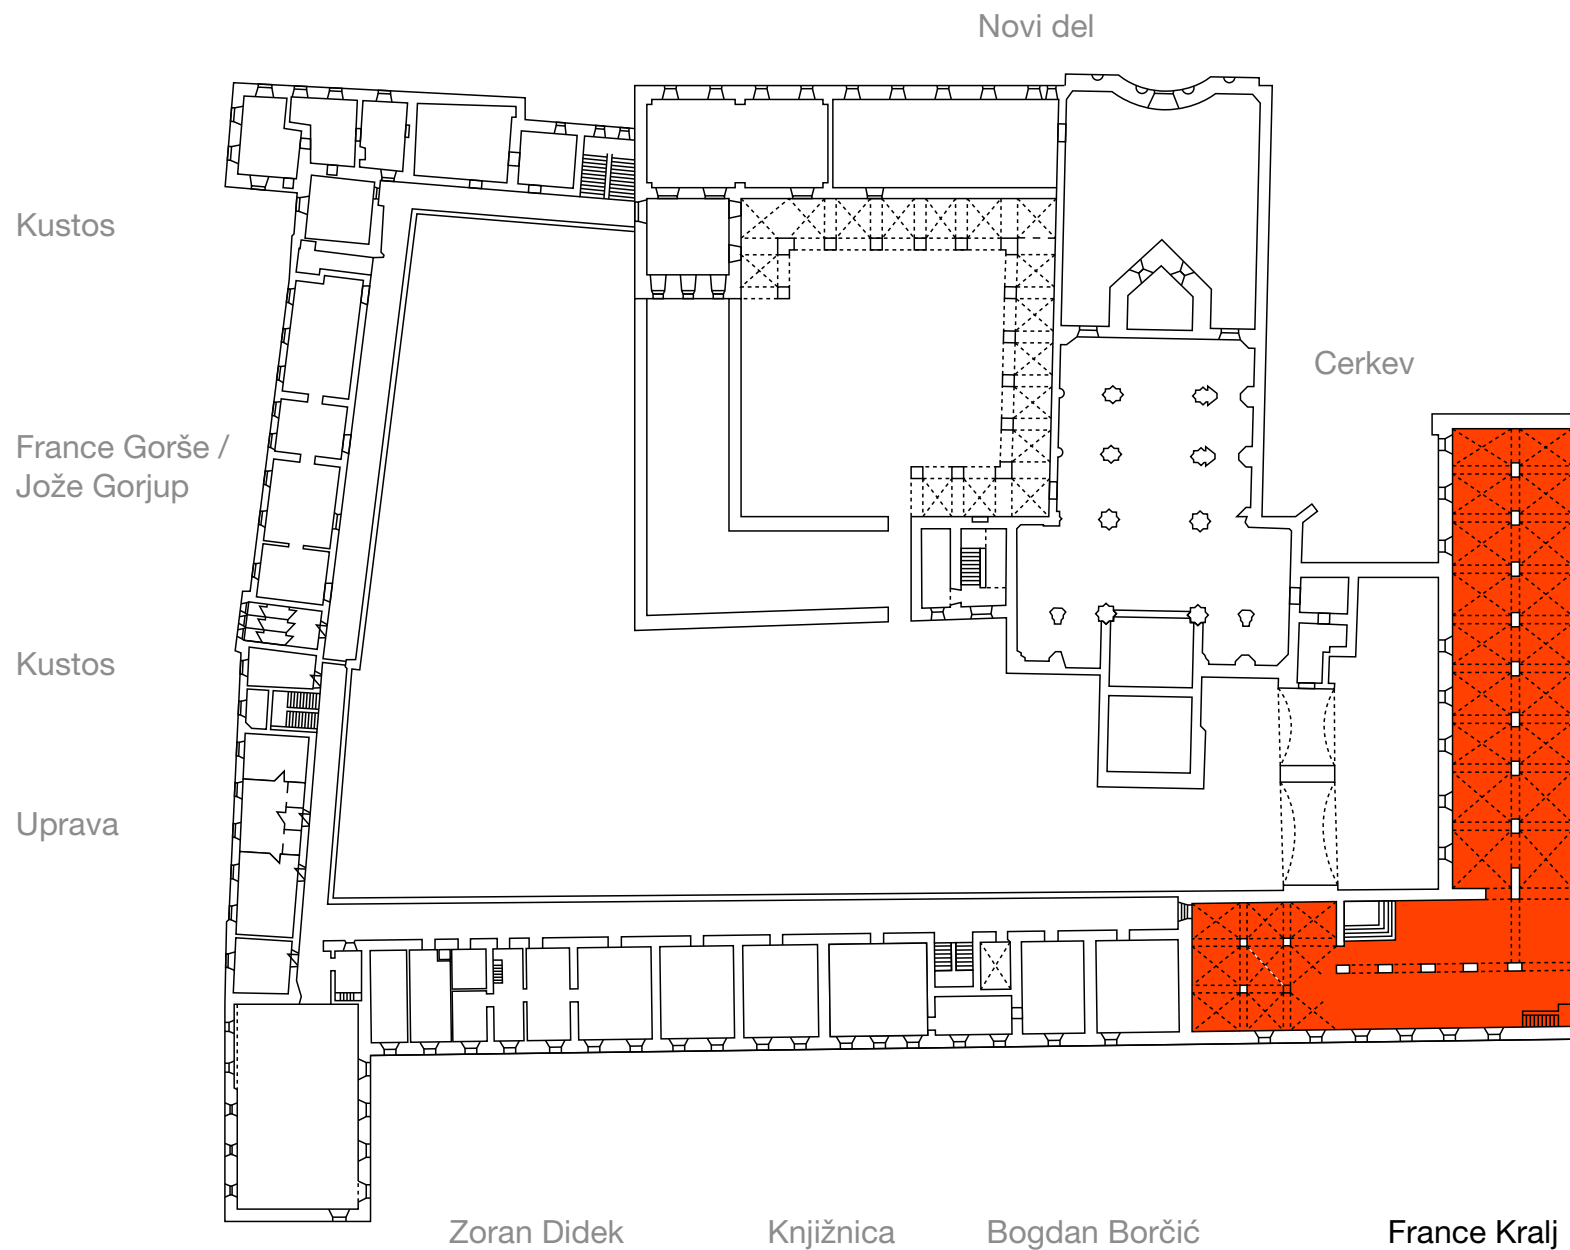 Novi del
Kustos
Cerkev
France Gorše /
Jože Gorjup
Kustos
Uprava
Zoran Didek
Knjižnica
Bogdan Borčić
France Kralj